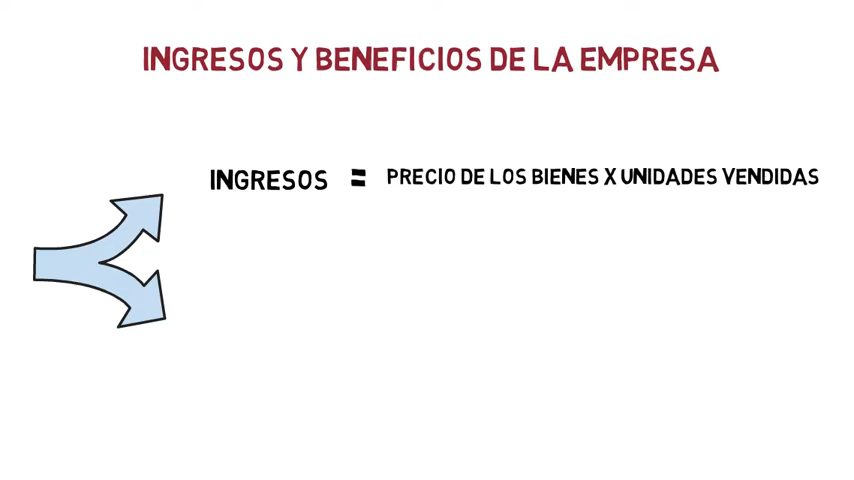 INGRESOS Y BENEFICIOS DE LA EMPRESA
INGRESOS = PRECIO DE LOS BIENES X UNIDADES VENDIDAS